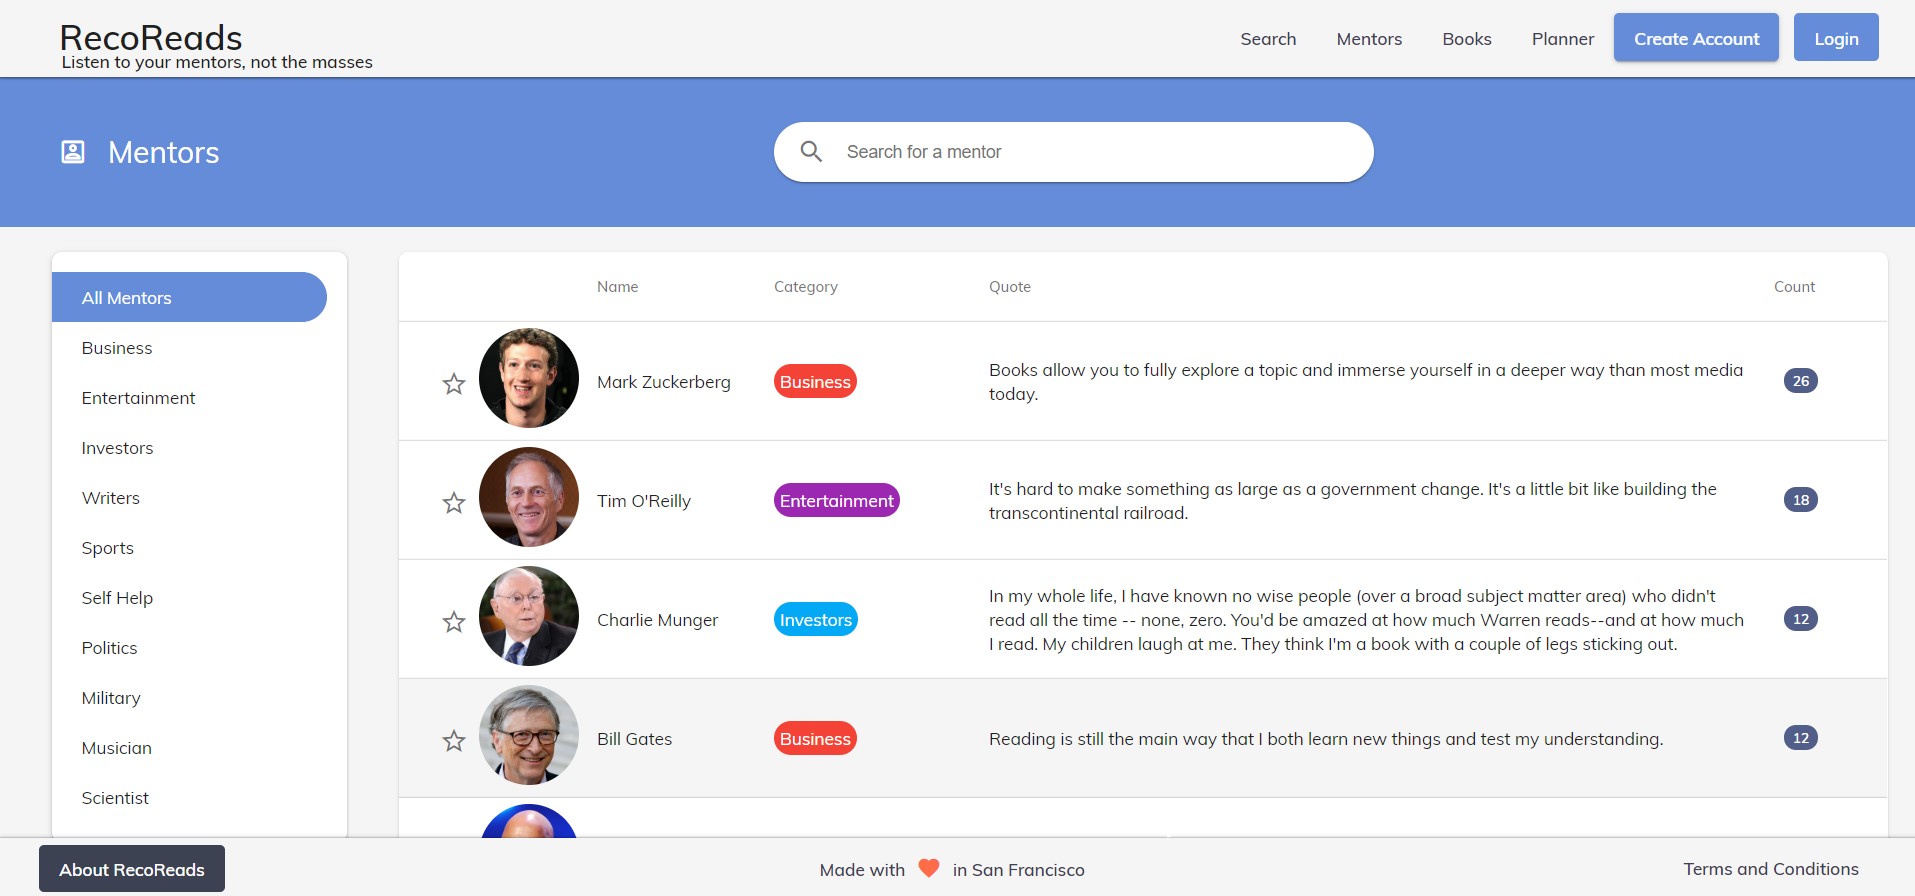 RecoReads
Listen to your mentors, not the masses
Search
Mentors
Books
Planner
Create Account
Login
Mentors
Search for a mentor
All Mentors
Business
Entertainment
Investors
Writers
Sports
Self Help
Politics
Military
Musician
Scientist
Name
Category
Quote
Count
Mark Zuckerberg
Business
Books allow you to fully explore a topic and immerse yourself in a deeper way than most media
today.
26
Tim O'Reilly
Entertainment
It's hard to make something as large as a government change. It's a little bit like building the
transcontinental railroad.
18
Charlie Munger
Investors
In my whole life, I have known no wise people (over a broad subject matter area) who didn't
read all the time -- none, zero. You'd be amazed at how much Warren reads--and at how much
I read. My children laugh at me. They think I'm a book with a couple of legs sticking out.
12
Bill Gates
Business
Reading is still the main way that I both learn new things and test my understanding.
12
About RecoReads
Made with
in San Francisco
Terms and Conditions